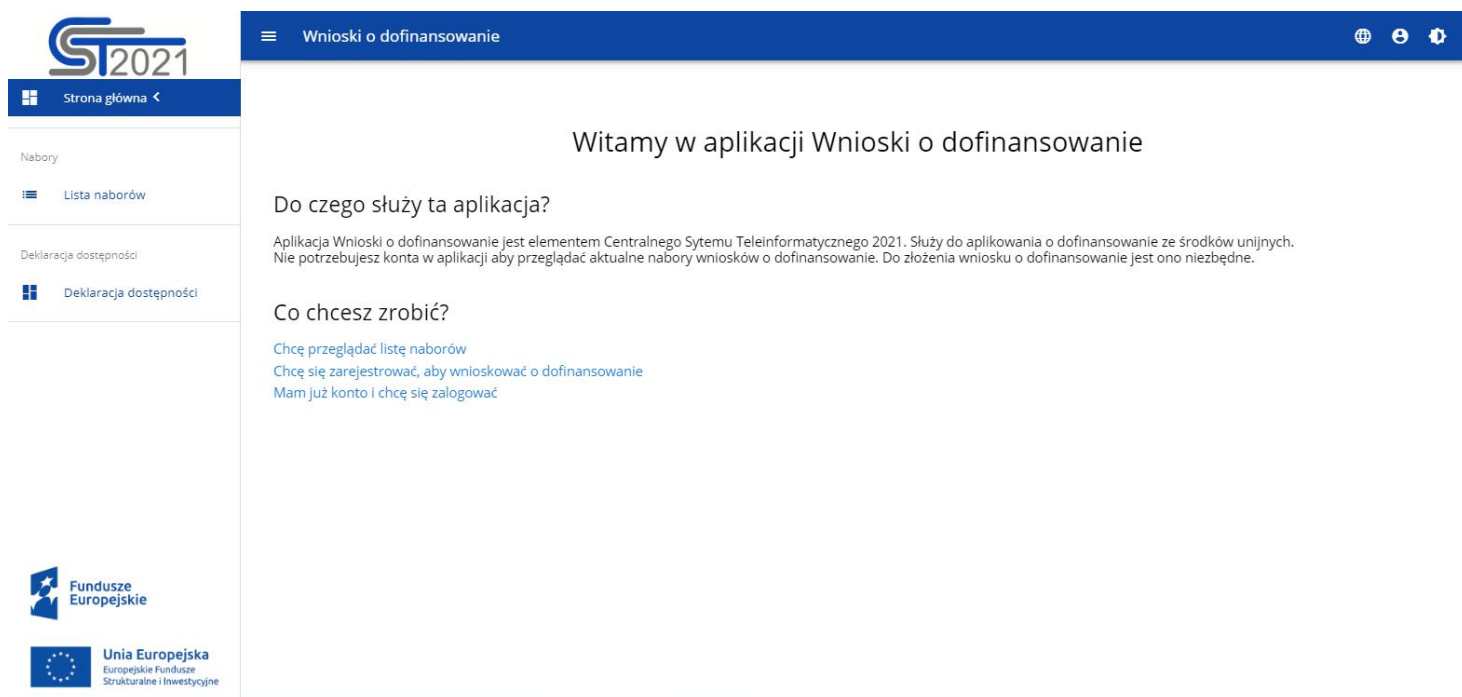 CST2021
Wnioski o dofinansowanie
Strona główna
Nabory
Lista naborów
Deklaracja dostępności
Deklaracja dostępności
Witamy w aplikacji Wnioski o dofinansowanie
Do czego służy ta aplikacja?
Aplikacja Wnioski o dofinansowanie jest elementem Centralnego Sytemu Teleinformatycznego 2021. Służy do aplikowania o dofinansowanie ze środków unijnych.
Nie potrzebujesz konta w aplikacji aby przeglądać aktualne nabory wniosków o dofinansowanie. Do złożenia wniosku o dofinansowanie jest ono niezbędne.
Co chcesz zrobić?
Chcę przeglądać listę naborów
Chcę się zarejestrować, aby wnioskować o dofinansowanie
Mam już konto i chcę się zalogować
Fundusze
Europejskie
Unia Europejska
Europejskie Fundusze
Strukturalne i Inwestycyjne